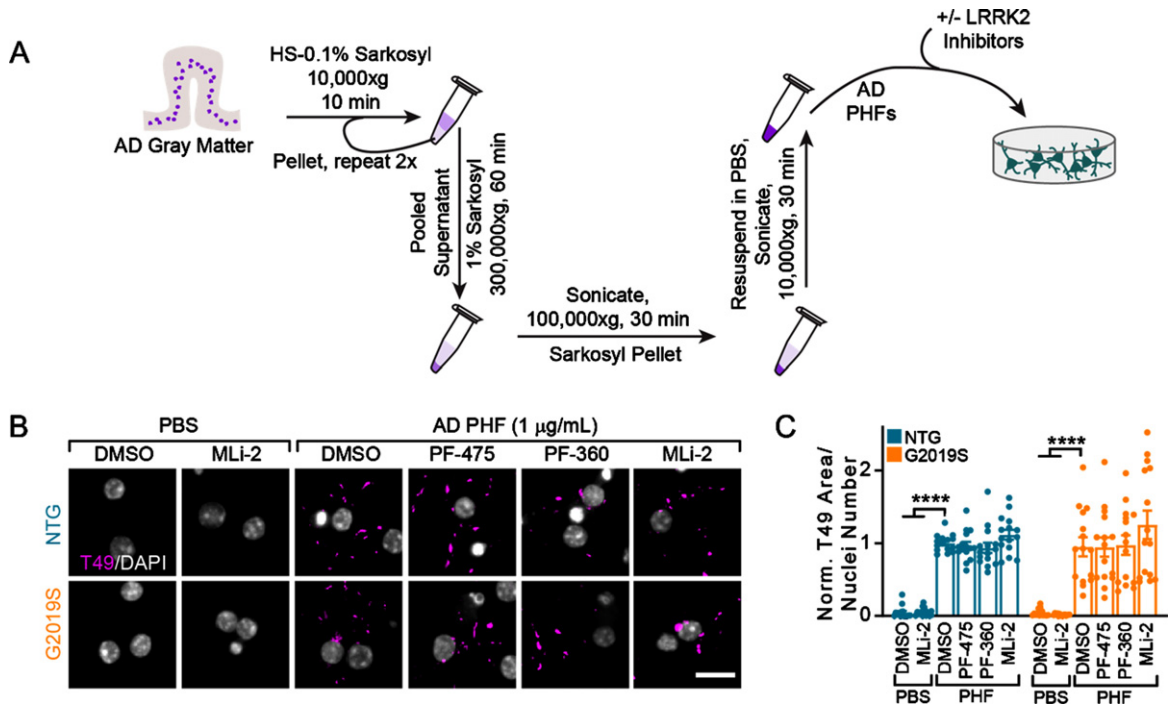 A
HS-0.1% Sarkosyl
10,000xg
10 min
AD Gray Matter
Pellet, repeat 2x
Pooled
Supernatant
1% Sarkosyl
300,000xg, 60 min
Sonicate,
100,000xg, 30 min
Sarkosyl Pellet
Resuspend in PBS,
Sonicate,
10,000xg, 30 min
AD
PHFs
+/- LRRK2
Inhibitors
B
PBS
AD PHF (1 µg/mL)
DMSO
MLi-2
DMSO
PF-475
PF-360
MLi-2
NTG
T49/DAPI
G2019S
C
NTG
G2019S
Norm. T49 Area/
Nuclei Number
2
1
0
****
****
DMSO
MLi-2
DMSO
PF-475
PF-360
MLi-2
DMSO
MLi-2
DMSO
PF-475
PF-360
MLi-2
PBS
PHF
PBS
PHF